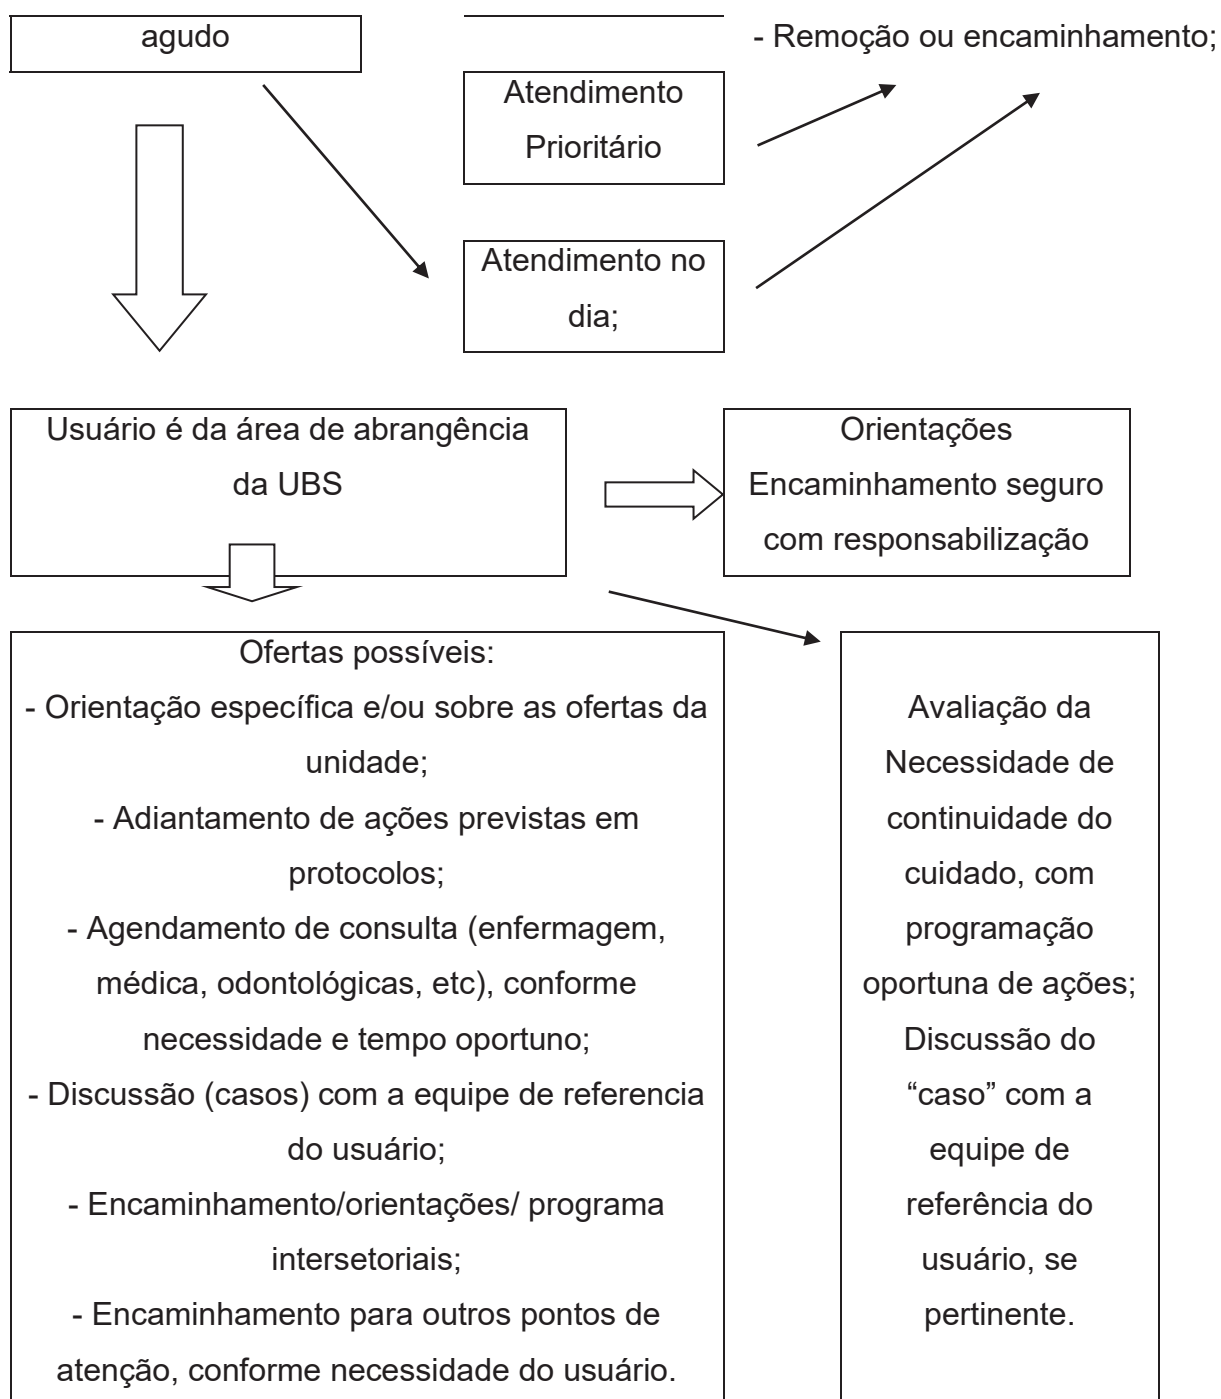 agudo
- Remoção ou encaminhamento;
Atendimento
Prioritário
Atendimento no
dia;
Usuário é da área de abrangência
da UBS
Orientações
Encaminhamento seguro
com responsabilização
Ofertas possíveis:
- Orientação específica e/ou sobre as ofertas da
unidade;
- Adiantamento de ações previstas em
protocolos;
- Agendamento de consulta (enfermagem,
médica, odontológicas, etc), conforme
necessidade e tempo oportuno;
- Discussão (casos) com a equipe de referencia
do usuário;
- Encaminhamento/orientações/ programa
intersetoriais;
- Encaminhamento para outros pontos de
atenção, conforme necessidade do usuário.
Avaliação da
Necessidade de
continuidade do
cuidado, com
programação
oportuna de ações;
Discussão do
“caso” com a
equipe de
referência do
usuário, se
pertinente.